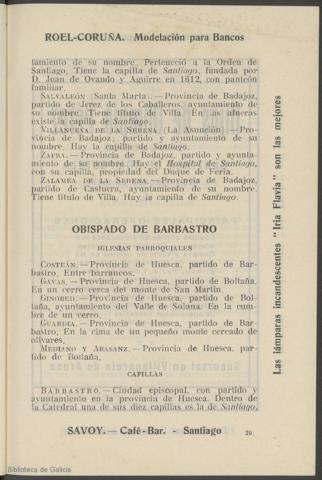 ROEL-CORUÑA. Modelación para Bancos
tamiento de su nombre. Perteneció a la Orden de
Santiago. Tiene la capilla de Santiago, fundada por
D. Juan de Ovando y Aguirre en 1612, con panteón
familiar.
SALVALEÓN (Santa Marta).—Provincia de Badajoz,
partido de Jerez de los Caballeros, ayuntamiento de
su nombre. Tiene título de Villa. En las afueras
existe la capilla de Santiago.
VILLANUEVA DE LA SERENA (La Asunción).—Pro-
vincia de Badajoz; partido y ayuntamiento de su
nombre. Hay la capilla de Santiago.
ZAFRA.—Provincia de Badajoz, partido y ayunta-
miento de su nombre. Hay el Hospital de Santiago,
con su capilla, propiedad del Duque de Feria.
ZALAMEA DE LA SERENA.—Provincia de Badajoz,
partido de Castuera, ayuntamiento de su nombre.
Tiene título de Villa. Hay la capilla de Santiago.
OBISPADO DE BARBASTRO
IGLESIAS PARROQUIALES
COSTEÁN.—Provincia de Huesca, partido de Bar-
bastro. Entre barrancos.
GAVAS, Provincia de Huesca, partido de Boltaña.
En un cerro cerca del monte de San Martín.
GINOBED.—Provincia de Huesca, partido de Bol-
taña, ayuntamiento del Valle de Solana. En la cum-
bre de un cerro.
GUARDIA.—Provincia de Huesca, partido de Bar-
bastro. En la cima de un pequeño monte cercado de
olivares.
MEDIANO Y ARASANZ.—Provincia de Huesca, par-
tido de Boltaña.
CAPILLAS
BARBASTRO.—Ciudad episcopal, con partido y
ayuntamiento en la provincia de Huesca. Dentro de
la Catedral una de sus diez capillas es la de Santiago,
SAVOY.—Café-Bar. - Santiago
29
Las lámparas incandescentes "Iria Flavia" son las mejores
Biblioteca de Galicia